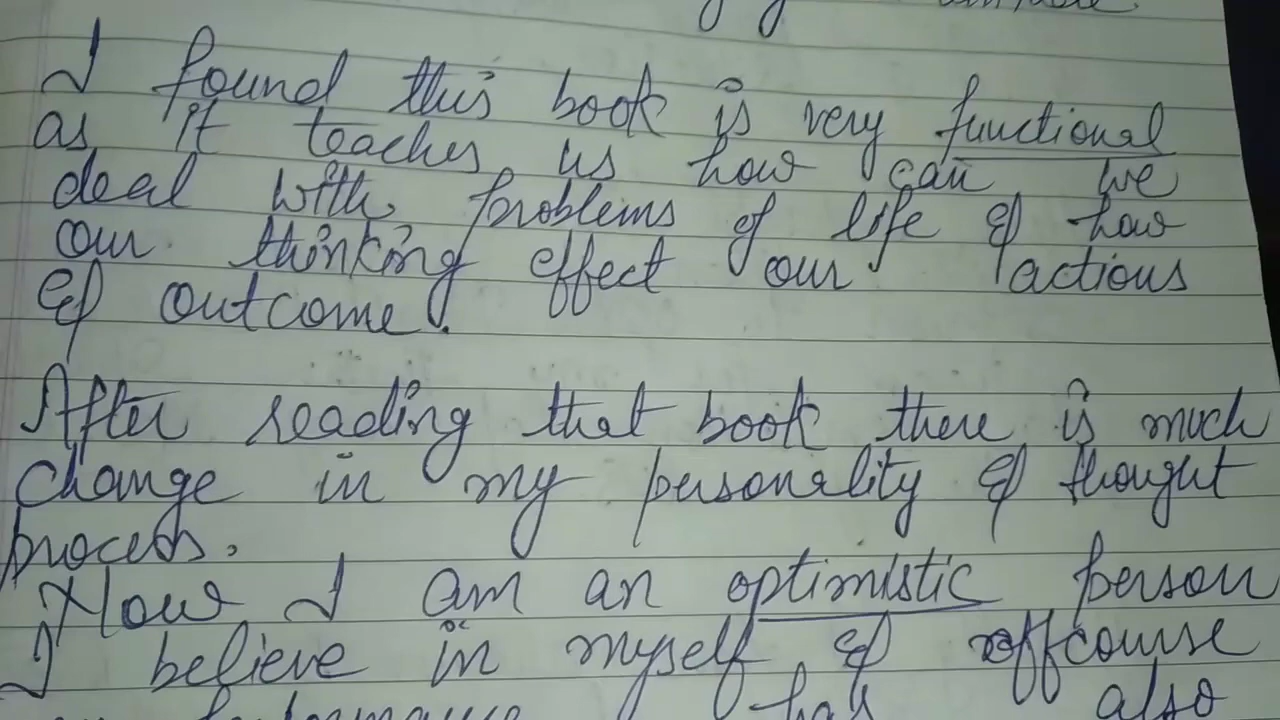 I found this book is very functional
as it teaches us how can we
deal with problems of life & how
our thinking effect our actions
& outcome.
After reading that book there is much
change in my personality & thought
process.
Now I am an optimistic person
I believe in myself & offcourse
performance has also